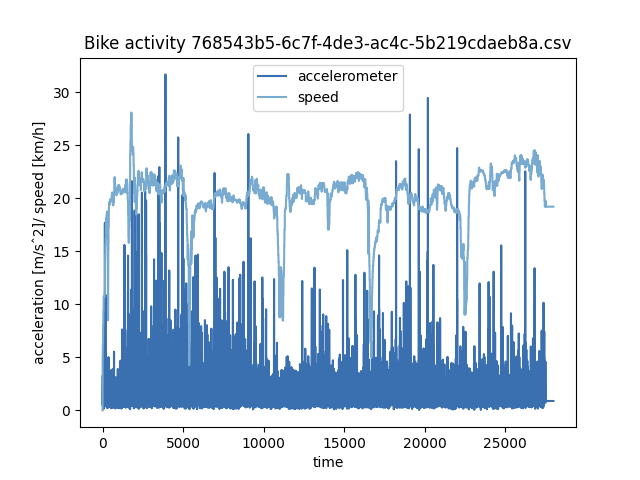 Bike activity 768543b5-6c7f-4de3-ac4c-5b219cdaeb8a.csv
accelerometer
speed
acceleration [m/s^2]/ speed [km/h]
30
25
20
15
10
5
0
0 5000 10000 15000 20000 25000
time